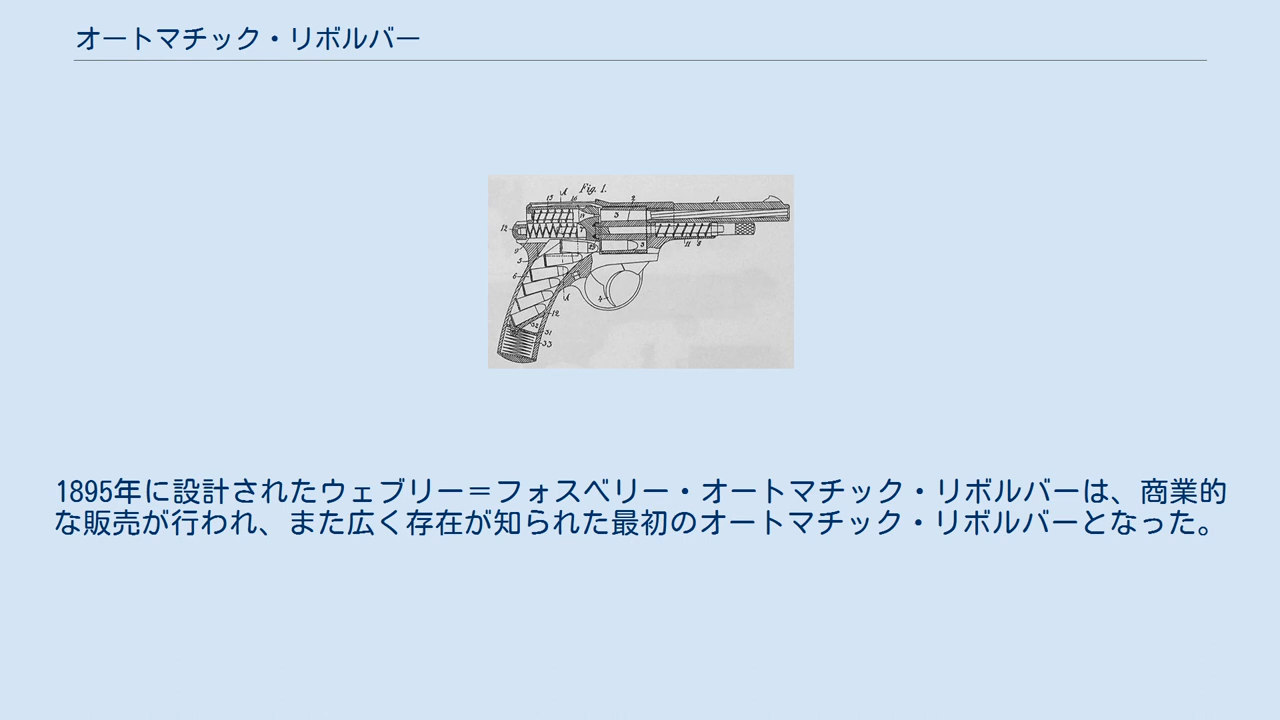 オートマチック・リボルバー
Fig. 1.
1895年に設計されたウェブリー=フォスベリー・オートマチック・リボルバーは、商業的
な販売が行われ、また広く存在が知られた最初のオートマチック・リボルバーとなった。